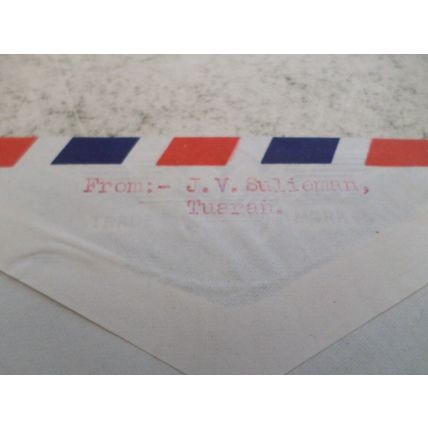 From:- J.V. Sulieman,
Tuaran.